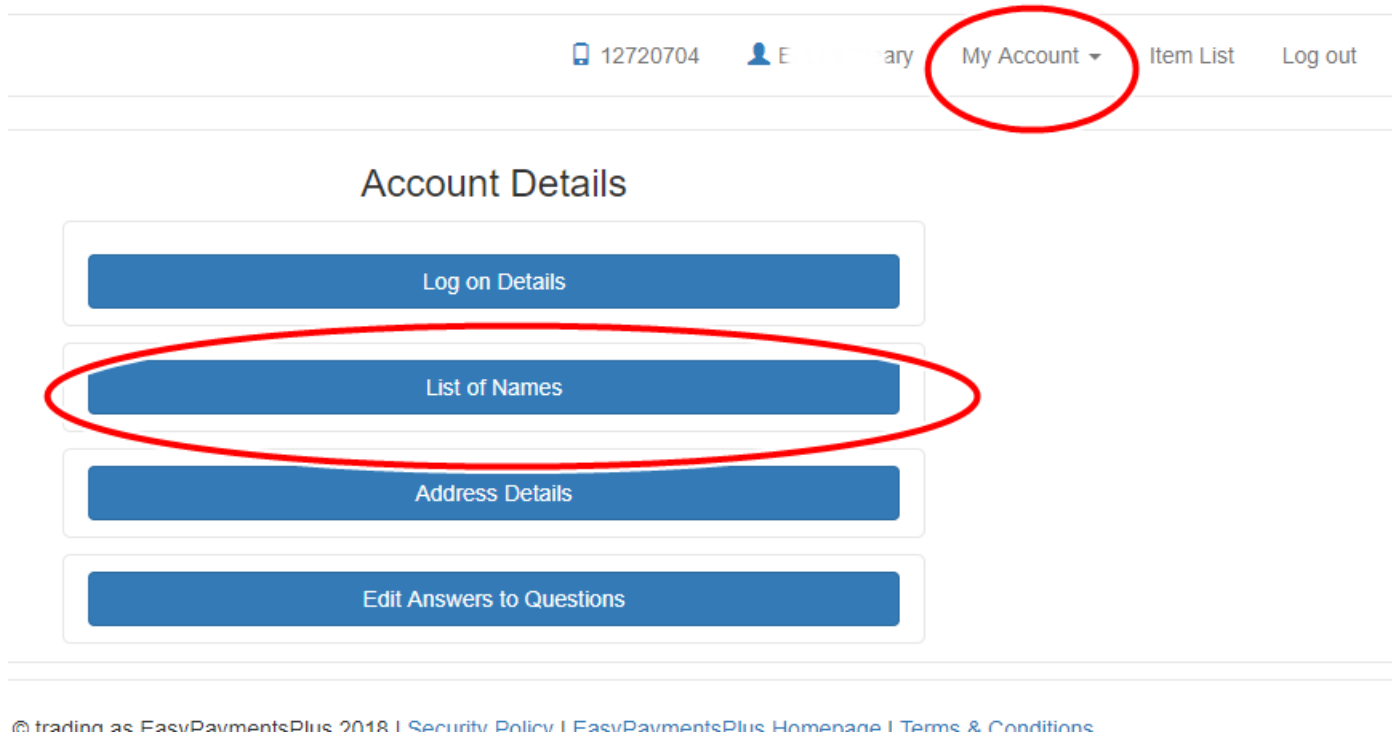 12720704 E ary My Account Item List Log out
Account Details
Log on Details
List of Names
Address Details
Edit Answers to Questions
© trading as EasyPaymentsPlus 2018 | Security Policy | EasyPaymentsPlus Homepage | Terms & Conditions